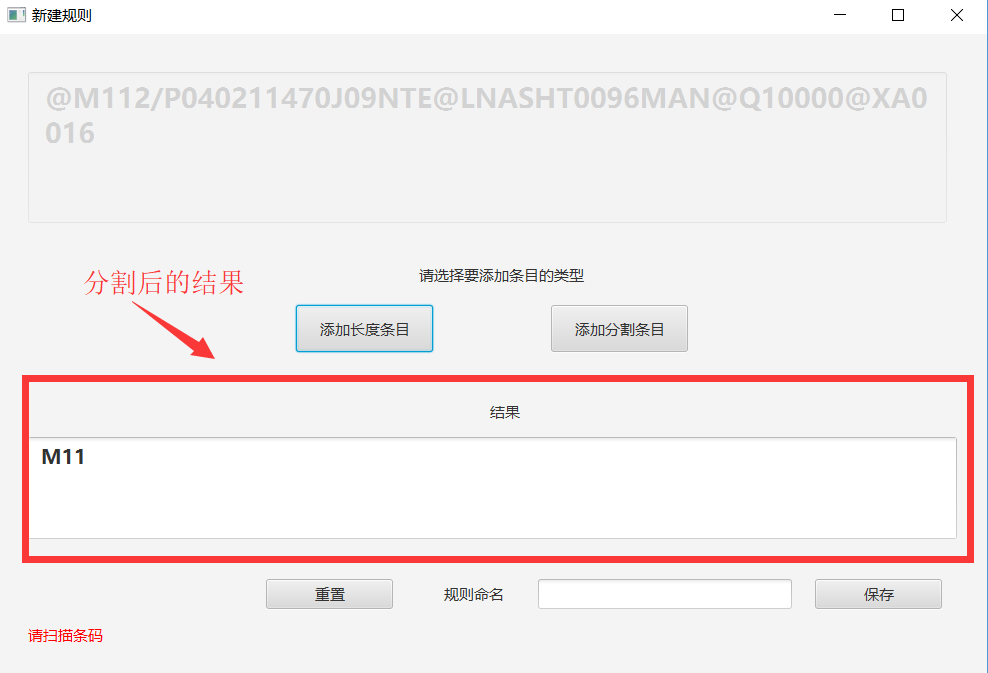 新建规则
@M112/P040211470J09NTE@LNASHT0096MAN@Q10000@XA0
016
分割后的结果
请选择要添加条目的类型
添加长度条目
添加分割条目
结果
M11
重置
规则命名
保存
请扫描条码